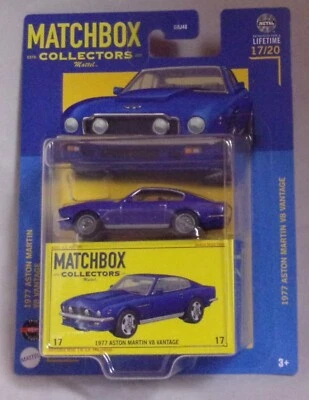 MATCHBOX
COLLECTORS
Mattel
METAL
LIFETIME
17/20
1977 ASTON MARTIN
V8 VANTAGE
1977 ASTON MARTIN V8 VANTAGE
MATCHBOX
COLLECTORS
17
1977 ASTON MARTIN V8 VANTAGE
17
MATTEL
3+